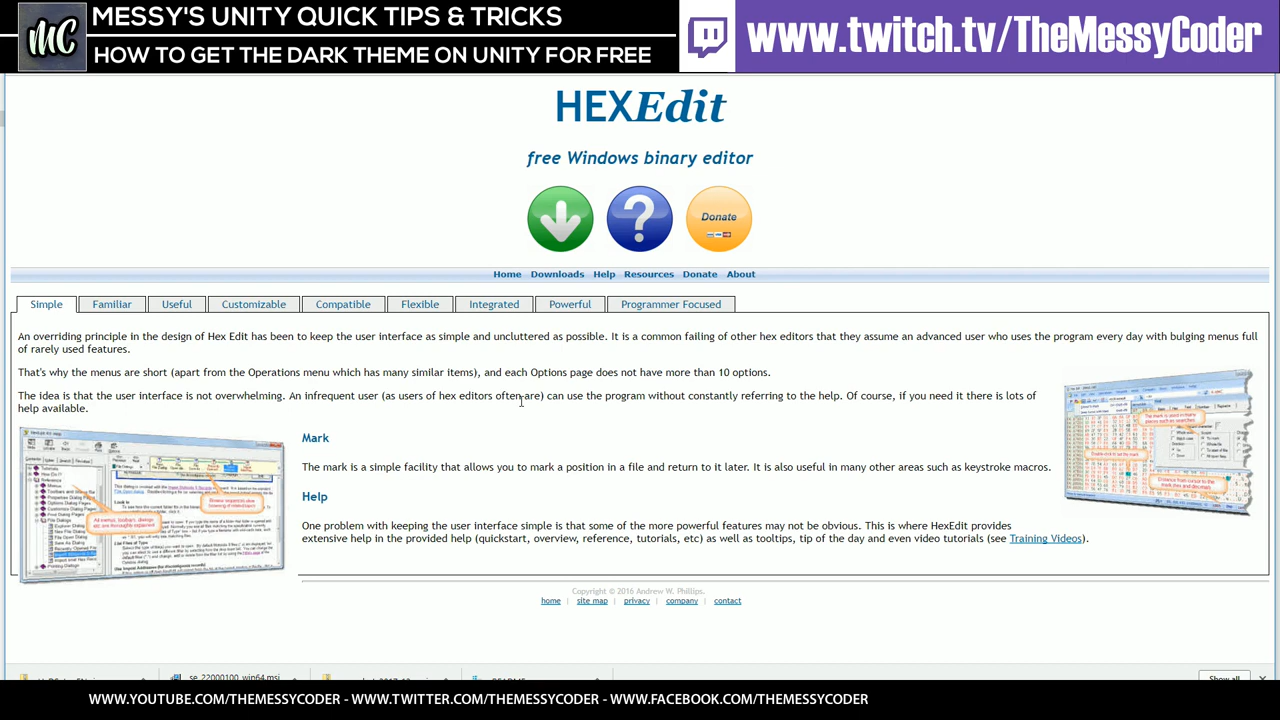 MC
MESSY'S UNITY QUICK TIPS & TRICKS
HOW TO GET THE DARK THEME ON UNITY FOR FREE
www.twitch.tv/TheMessyCoder
HEXEdit
free Windows binary editor
?
Donate
Home Downloads Help Resources Donate About
Simple Familiar Useful Customizable Compatible Flexible Integrated Powerful Programmer Focused
An overriding principle in the design of Hex Edit has been to keep the user interface as simple and uncluttered as possible. It is a common failing of other hex editors that they assume an advanced user who uses the program every day with bulging menus full
of rarely used features.
That's why the menus are short (apart from the Operations menu which has many similar items), and each Options page does not have more than 10 options.
The idea is that the user interface is not overwhelming. An infrequent user (as users of hex editors often are) can use the program without constantly referring to the help. Of course, if you need it there is lots of
help available.
Mark
The mark is a simple facility that allows you to mark a position in a file and return to it later. It is also useful in many other areas such as keystroke macros.
Help
One problem with keeping the user interface simple is that some of the more powerful features may not be obvious. This is where HexEdit provides
extensive help in the provided help (quickstart, overview, reference, tutorials, etc) as well as tooltips, tip of the day and even video tutorials (see Training Videos).
Copyright © 2016 Andrew W. Phillips.
home | site map | privacy | company | contact
se_22000100_win64.msi
Show all
WWW.YOUTUBE.COM/THEMESSYCODER - WWW.TWITTER.COM/THEMESSYCODER - WWW.FACEBOOK.COM/THEMESSYCODER